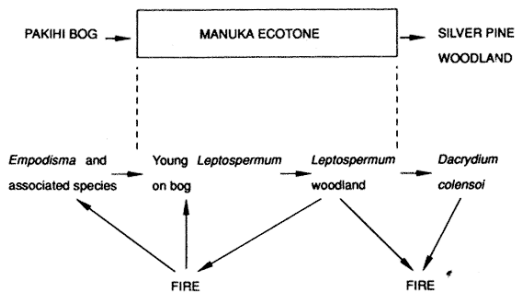 PAKIHI BOG
MANUKA ECOTONE
SILVER PINE
WOODLAND
Empodisma and
associated species
Young Leptospermum
on bog
Leptospermum
woodland
Dacrydium
colensoi
FIRE
FIRE